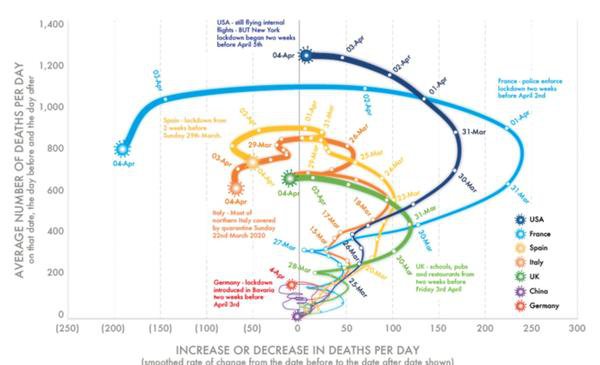 1,400
1,200
1,000
800
600
400
200
0
AVERAGE NUMBER OF DEATHS PER DAY
on that date, the day before and the day after
USA - still flying internal
flights - BUT New York
lockdown began two weeks
before April 5th
04-Apr
03-Apr
02-Apr
01-Apr
31-Mar
30-Mar
France - police enforce
lockdown two weeks
before April 2nd
03-Apr
02-Apr
01-Apr
31-Mar
30-Mar
04-Apr
27-Mar
Spain - lockdown from
2 weeks before
Sunday 29th March
01-Apr
31-Mar
29-Mar
26-Mar
25-Mar
24-Mar
04-Apr
03-Apr
04-Apr
Italy - Most of
northern Italy covered
by quarantine Sunday
22nd March 2020
18-Mar
17-Mar
15-Mar
04-Apr
02-Apr
31-Mar
30-Mar
28-Mar
26-Mar
25-Mar
20-Mar
UK - schools, pubs
and restaurants from
two weeks before
Friday 3rd April
4-Apr
Germany - lockdown
introduced in Bavaria
two weeks before
April 3rd
USA
France
Spain
Italy
UK
China
Germany
(250) (200) (150) (100) (50) 0 50 100 150 200 250 300
INCREASE OR DECREASE IN DEATHS PER DAY
(smoothed rate of change from the date before to the date after date shown)